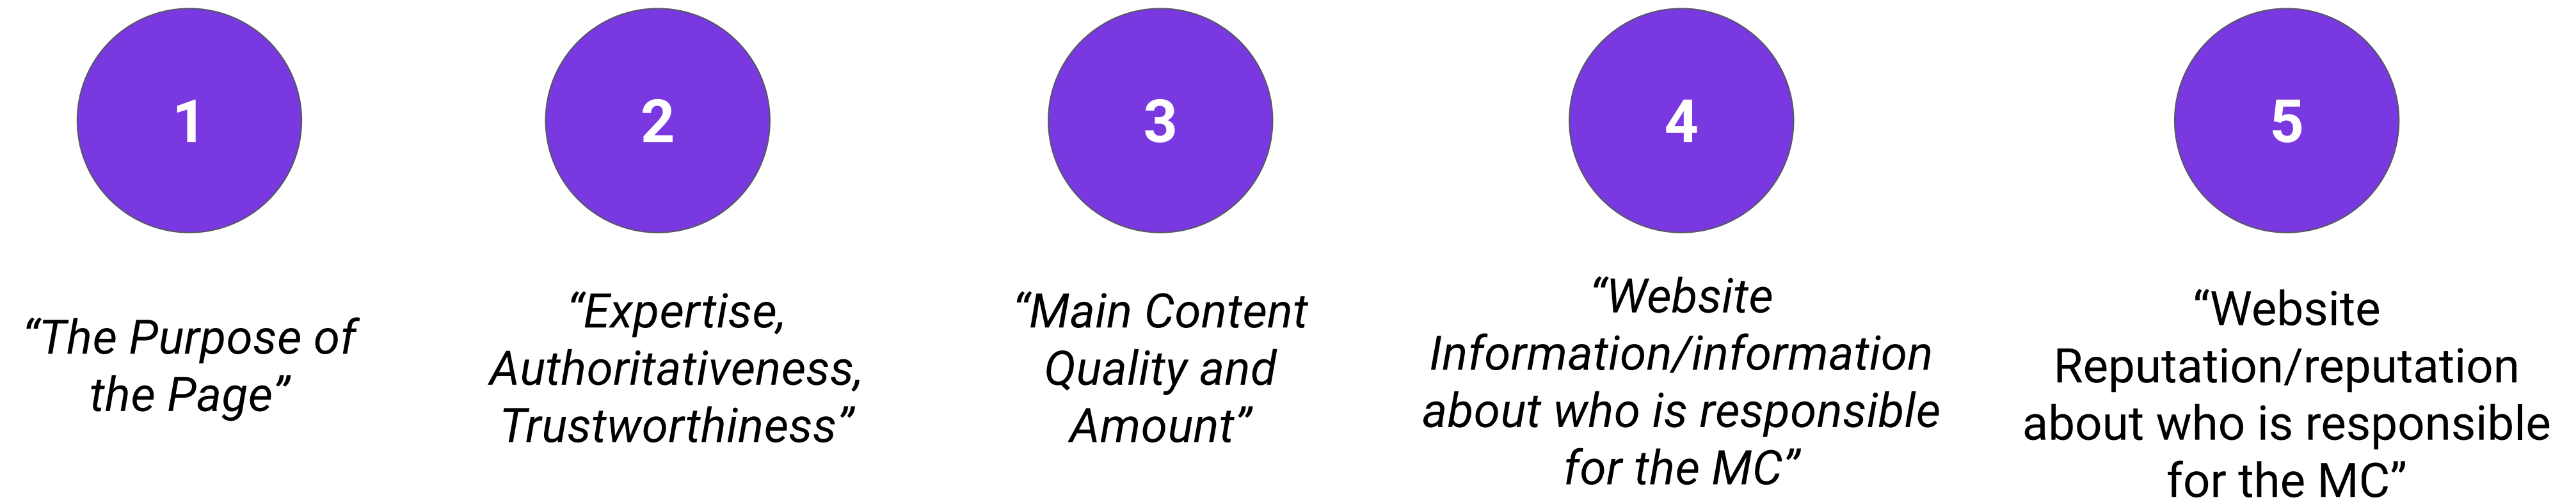 1
“The Purpose of
the Page”
2
“Expertise,
Authoritativeness,
Trustworthiness”
3
“Main Content
Quality and
Amount”
4
“Website
Information/information
about who is responsible
for the MC”
5
“Website
Reputation/reputation
about who is responsible
for the MC”